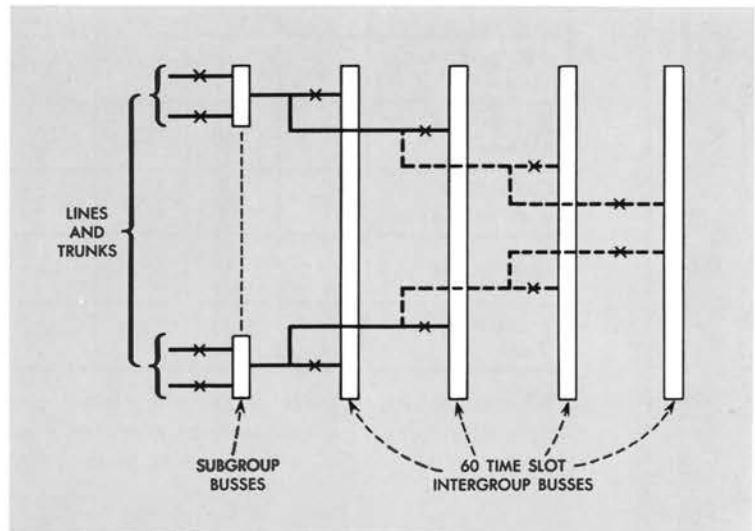 LINES
AND
TRUNKS
SUBGROUP
BUSSES
60 TIME SLOT
INTERGROUP BUSSES